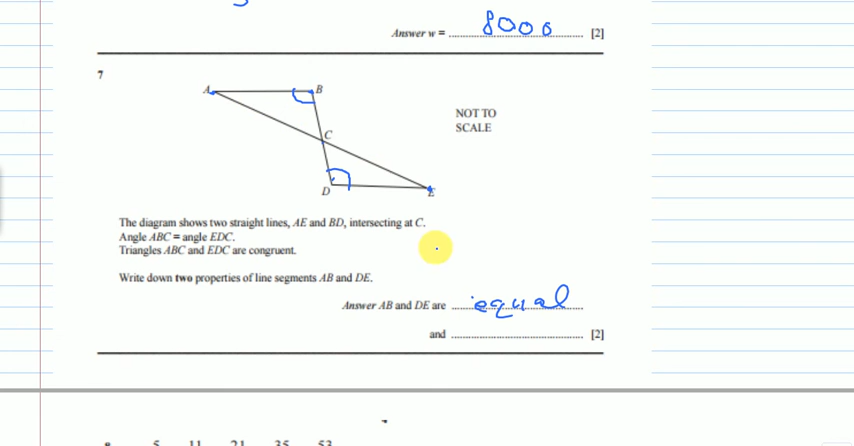 Answer w = 8000 [2]
7
A B
NOT TO
SCALE
C
D E
The diagram shows two straight lines, AE and BD, intersecting at C.
Angle ABC = angle EDC.
Triangles ABC and EDC are congruent.
Write down two properties of line segments AB and DE.
Answer AB and DE are equal
and [2]
8 5 11 21 35 53